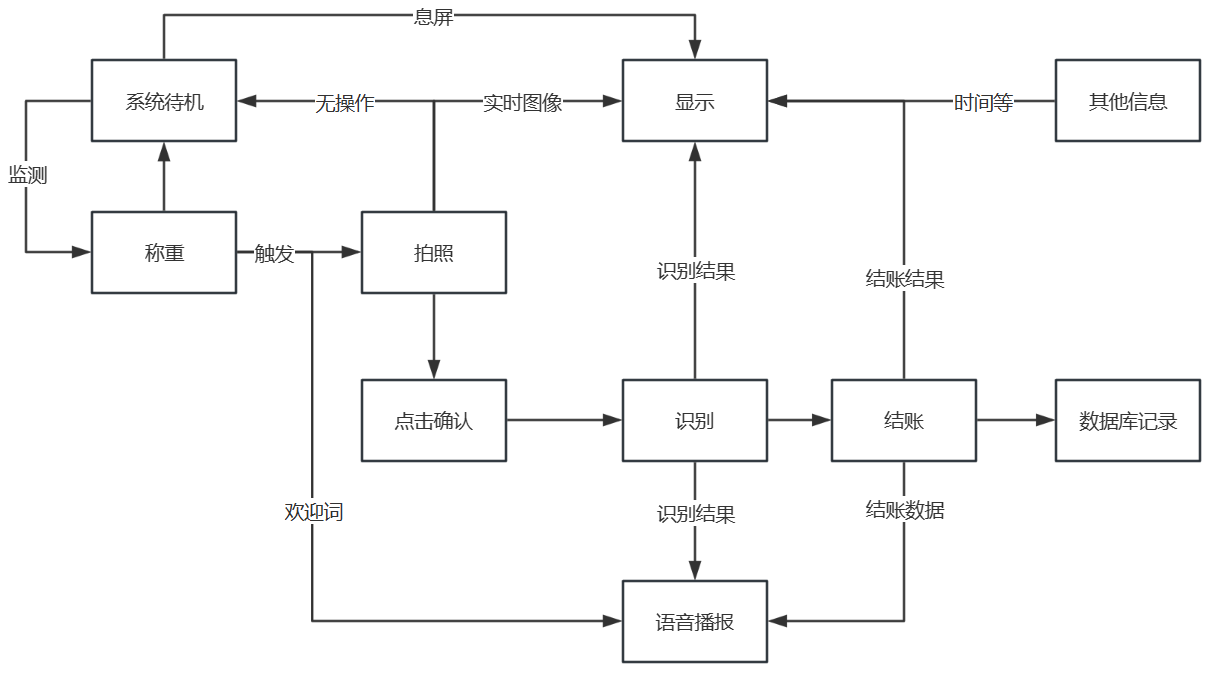 息屏
系统待机
无操作
实时图像
显示
时间等
其他信息
监测
称重
触发
拍照
识别结果
结账结果
点击确认
识别
结账
数据库记录
欢迎词
识别结果
结账数据
语音播报